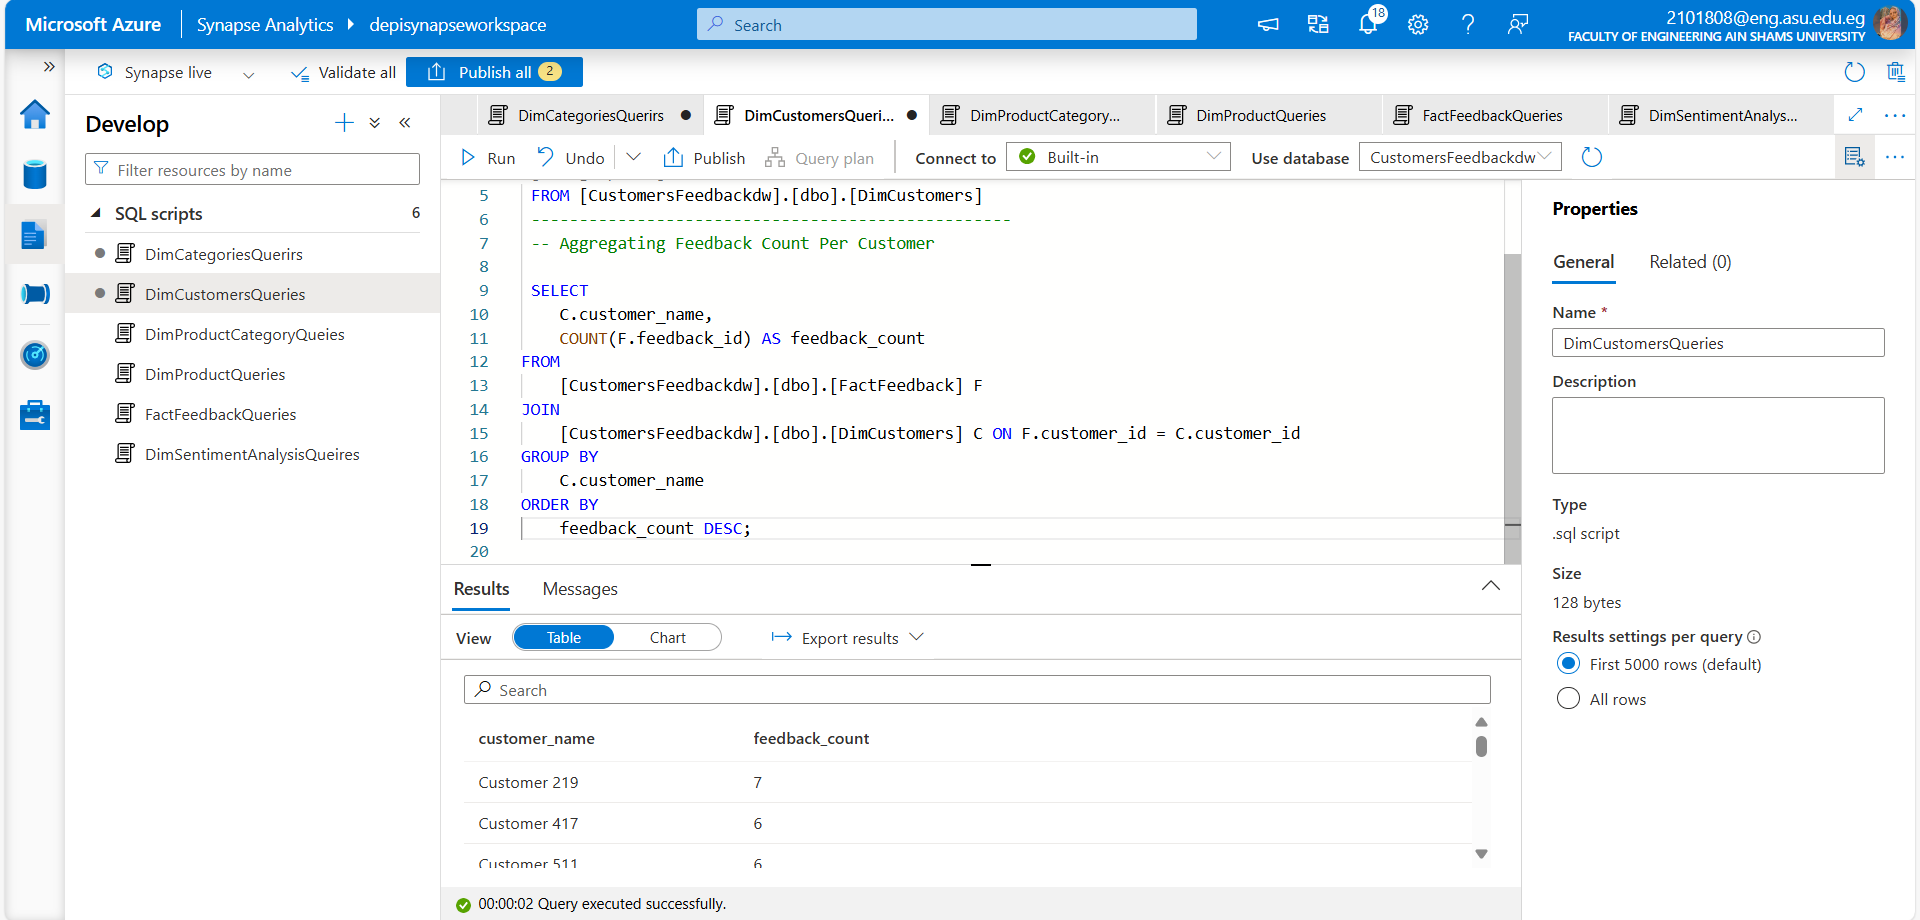 Microsoft Azure
Synapse Analytics
depisynapseworkspace
Search
18
2101808@eng.asu.edu.eg
FACULTY OF ENGINEERING AIN SHAMS UNIVERSITY
Synapse live
Validate all
Publish all 2
Develop
Filter resources by name
SQL scripts 6
DimCategoriesQuerirs
DimCustomersQueries
DimProductCategoryQueies
DimProductQueries
FactFeedbackQueries
DimSentimentAnalysisQueires
DimCategoriesQuerirs
DimCustomersQueri...
DimProductCategory...
DimProductQueries
FactFeedbackQueries
DimSentimentAnalys...
Run
Undo
Publish
Query plan
Connect to
Built-in
Use database
CustomersFeedbackdw
5 FROM [CustomersFeedbackdw].[dbo].[DimCustomers]
6 --------------------------------------------------
7 -- Aggregating Feedback Count Per Customer
8
9 SELECT
10 C.customer_name,
11 COUNT(F.feedback_id) AS feedback_count
12 FROM
13 [CustomersFeedbackdw].[dbo].[FactFeedback] F
14 JOIN
15 [CustomersFeedbackdw].[dbo].[DimCustomers] C ON F.customer_id = C.customer_id
16 GROUP BY
17 C.customer_name
18 ORDER BY
19 feedback_count DESC;
20
Results
Messages
View
Table
Chart
Export results
Search
customer_name feedback_count
Customer 219 7
Customer 417 6
Customer 511 6
00:00:02 Query executed successfully.
Properties
General
Related (0)
Name *
DimCustomersQueries
Description
Type
.sql script
Size
128 bytes
Results settings per query
First 5000 rows (default)
All rows